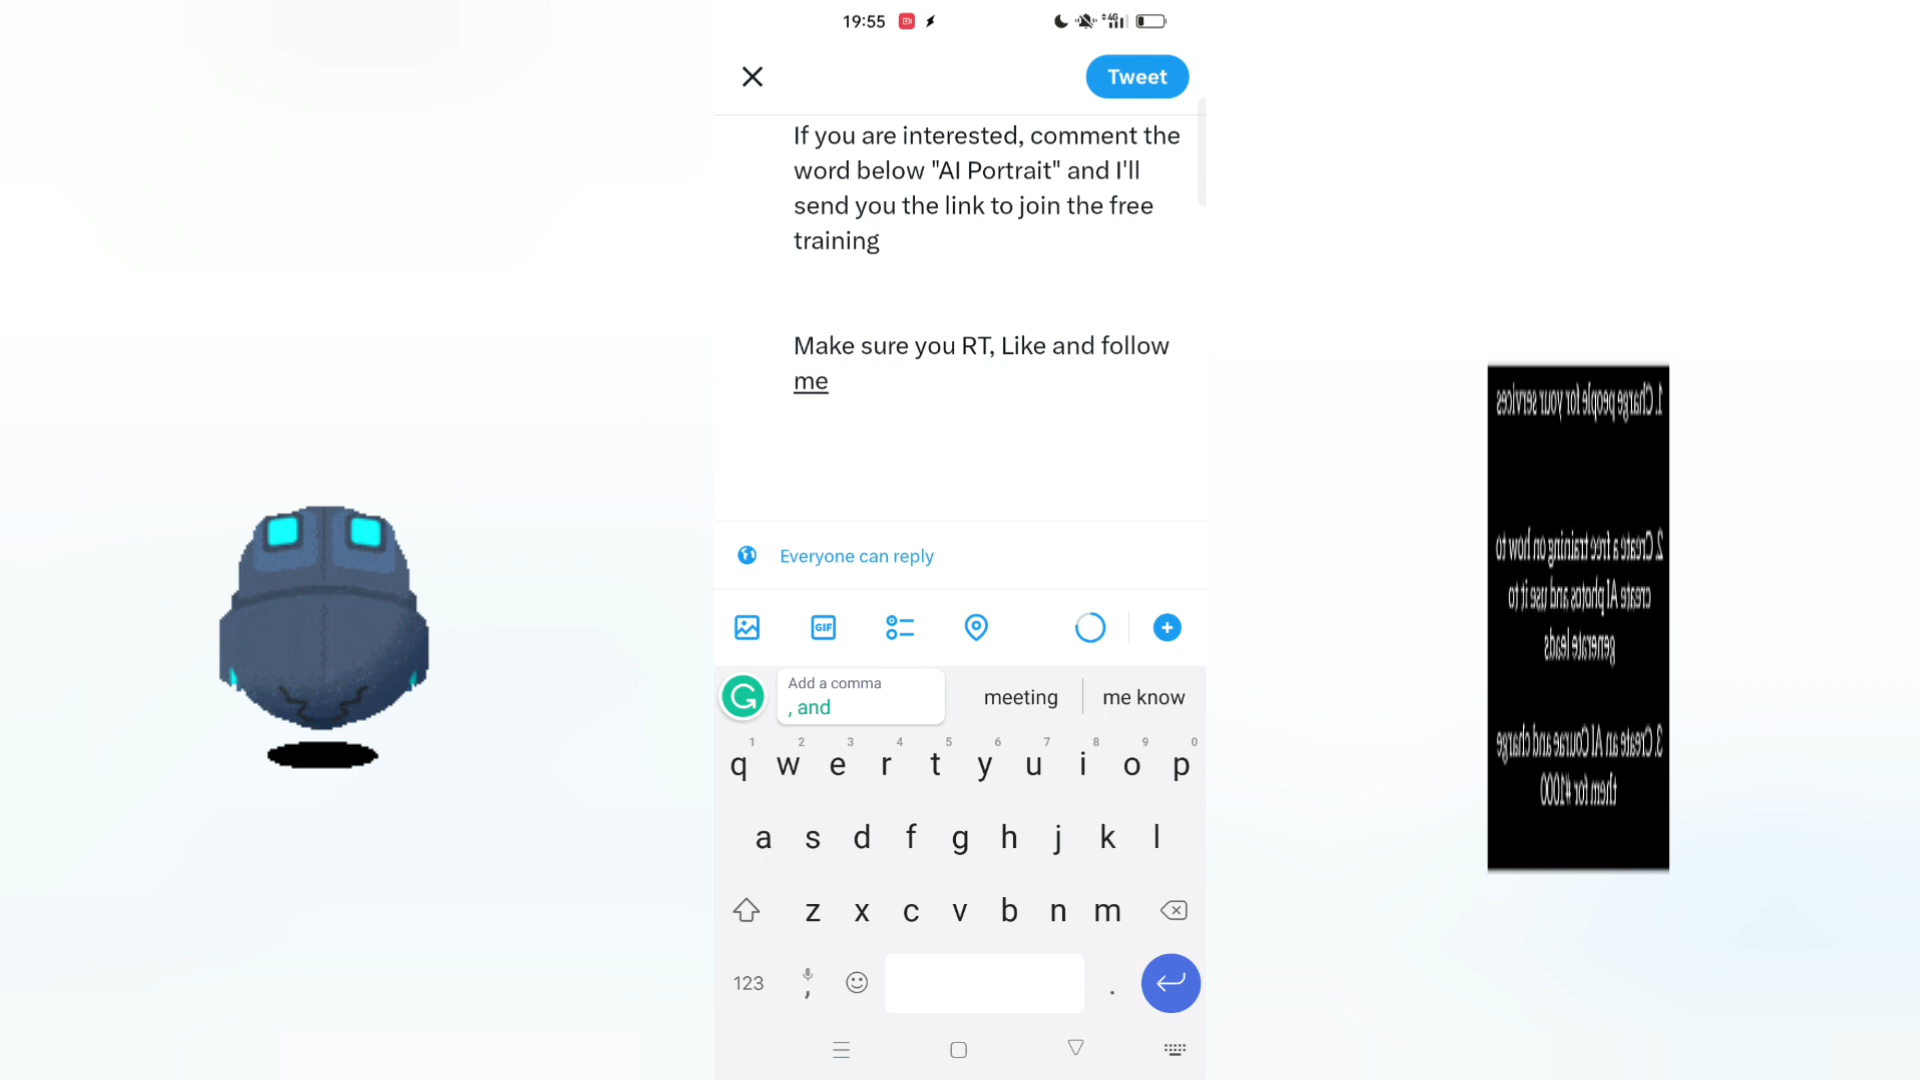 19:55
4G
Tweet
If you are interested, comment the
word below "AI Portrait" and I'll
send you the link to join the free
training
Make sure you RT, Like and follow
me
Everyone can reply
GIF
Add a comma
, and
meeting
me know
1 2 3 4 5 6 7 8 9 0
q w e r t y u i o p
a s d f g h j k l
z x c v b n m
123 , .
1. Charge people for your services
2. Create a free training on how to
create AI photos and use it to
generate leads
3. Create an AI Courae and charge
them for #1000